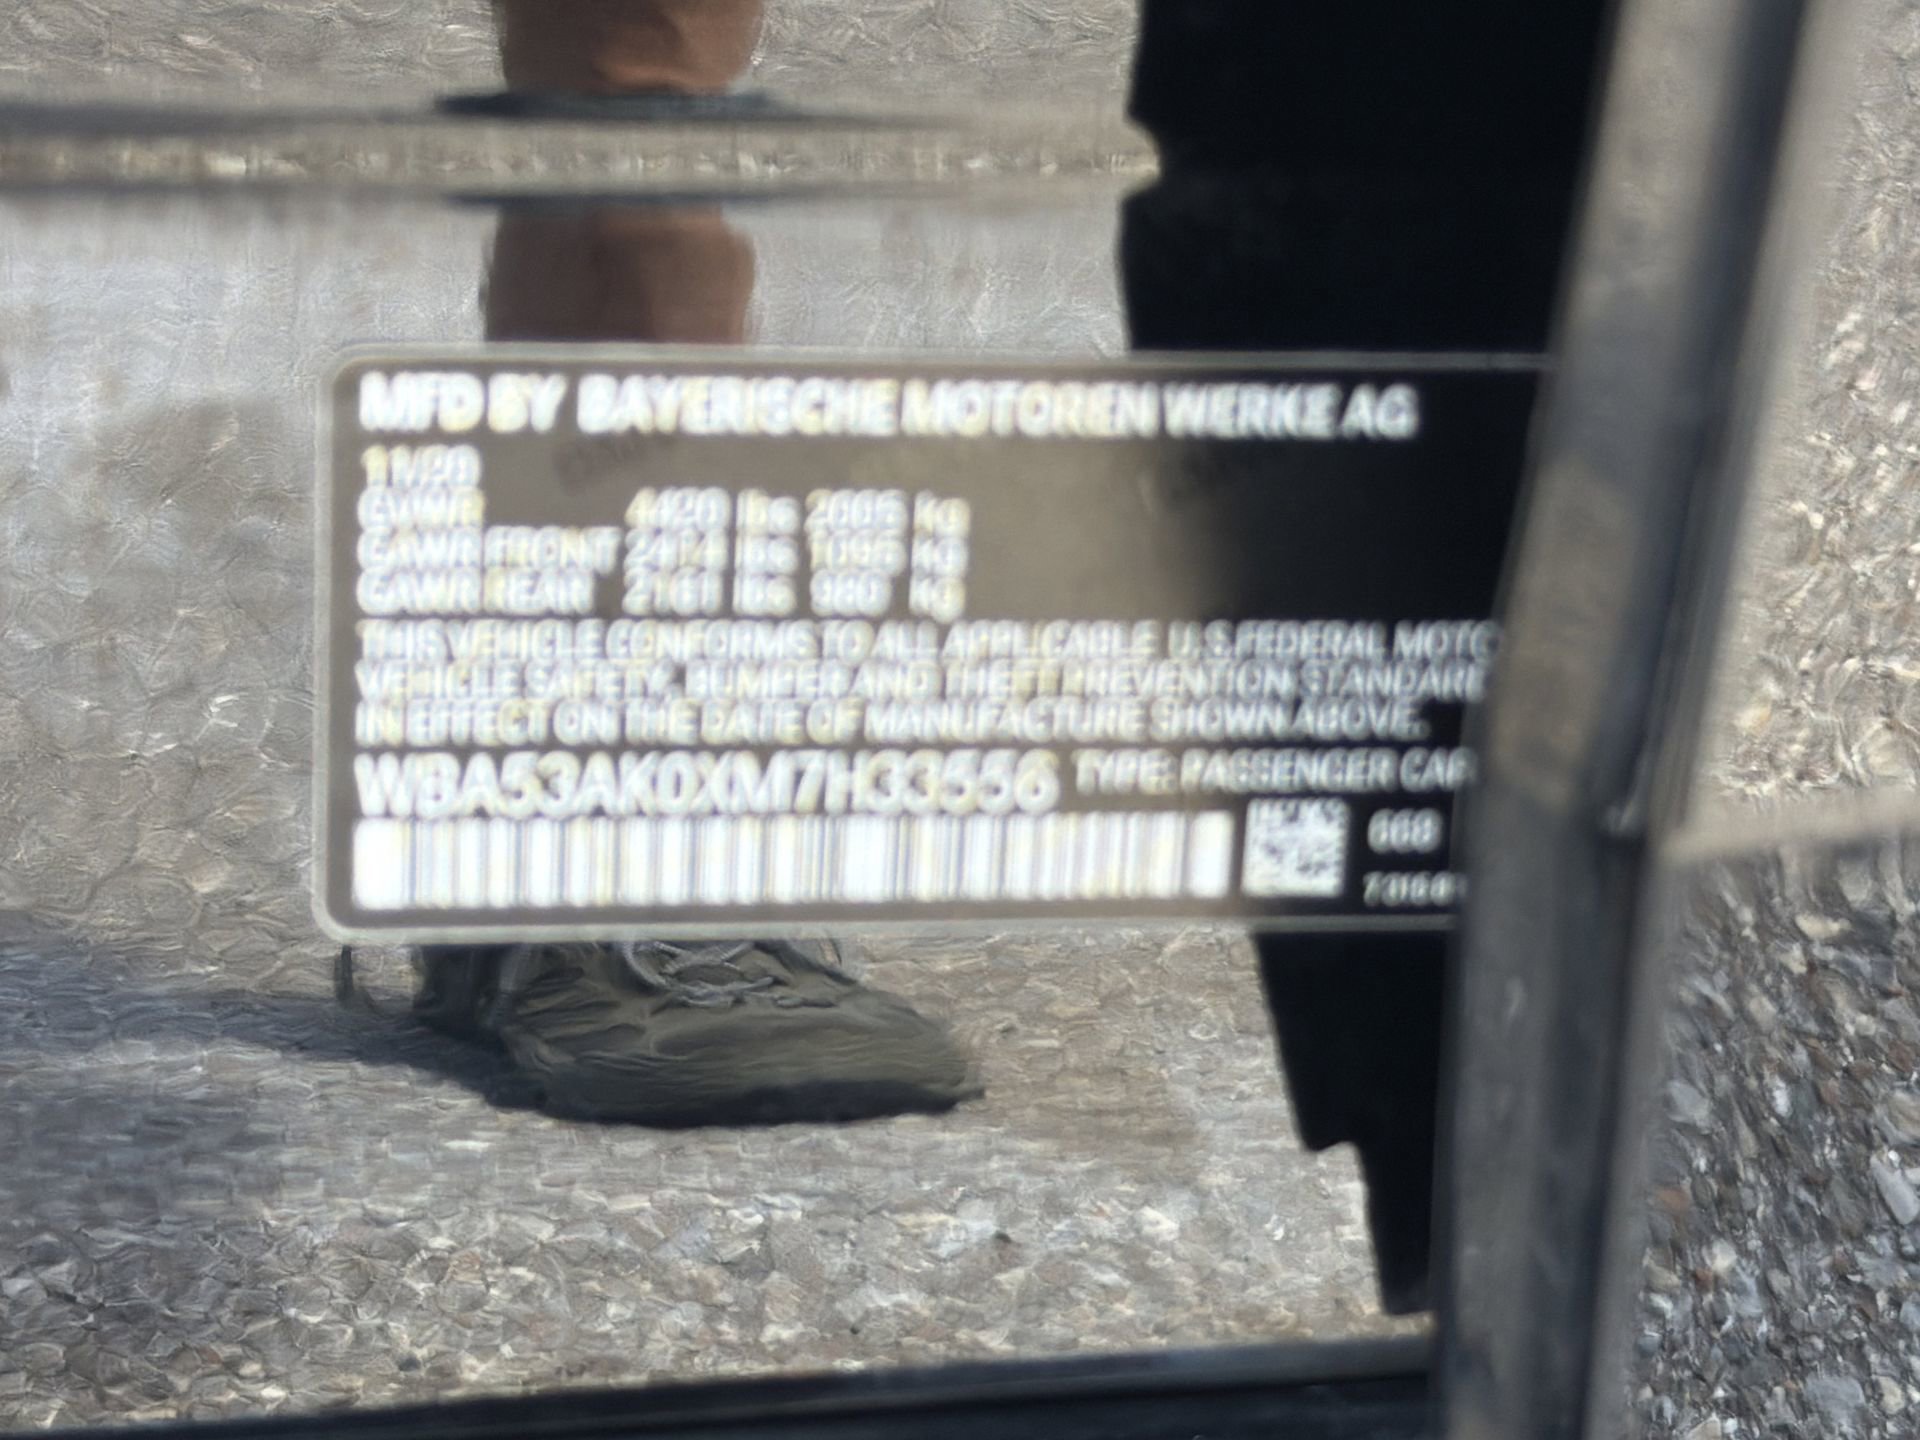 MFD BY BAYERISCHE MOTOREN WERKE AG
11/20
GVWR 4420 lbs 2005 kg
GAWR FRONT 2414 lbs 1095 kg
GAWR REAR 2161 lbs 980 kg
THIS VEHICLE CONFORMS TO ALL APPLICABLE U.S. FEDERAL MOTO
VEHICLE SAFETY, BUMPER AND THEFT PREVENTION STANDARD
IN EFFECT ON THE DATE OF MANUFACTURE SHOWN ABOVE.
WBA53AK0XM7H33556 TYPE: PASSENGER CAR
668